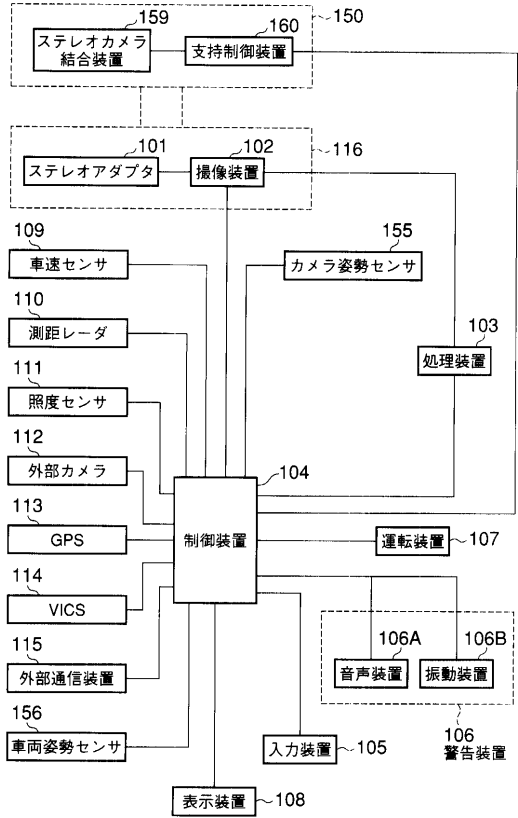 159
160
150
ステレオカメラ
結合装置
支持制御装置
101
102
116
ステレオアダプタ
撮像装置
109
車速センサ
155
カメラ姿勢センサ
110
測距レーダ
103
処理装置
111
照度センサ
112
外部カメラ
104
制御装置
113
GPS
運転装置
107
114
VICS
106A
106B
音声装置
振動装置
115
外部通信装置
106
警告装置
156
車両姿勢センサ
入力装置
105
表示装置
108